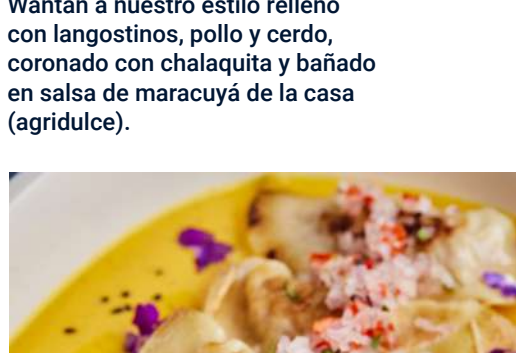 Wantán a nuestro estilo relleno
con langostinos, pollo y cerdo,
coronado con chalaquita y bañado
en salsa de maracuyá de la casa
(agridulce).